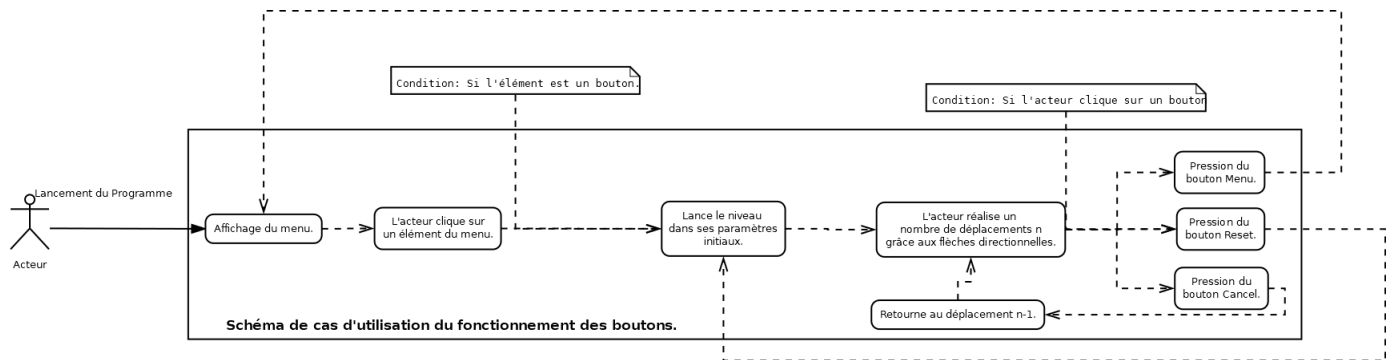 Condition: Si l'élément est un bouton.
Condition: Si l'acteur clique sur un bouton
Lancement du Programme
Acteur
Affichage du menu.
L'acteur clique sur
un élément du menu.
Lance le niveau
dans ses paramètres
initiaux.
L'acteur réalise un
nombre de déplacements n
grâce aux flèches directionnelles.
Pression du
bouton Menu.
Pression du
bouton Reset.
Pression du
bouton Cancel.
Retourne au déplacement n-1.
Schéma de cas d'utilisation du fonctionnement des boutons.